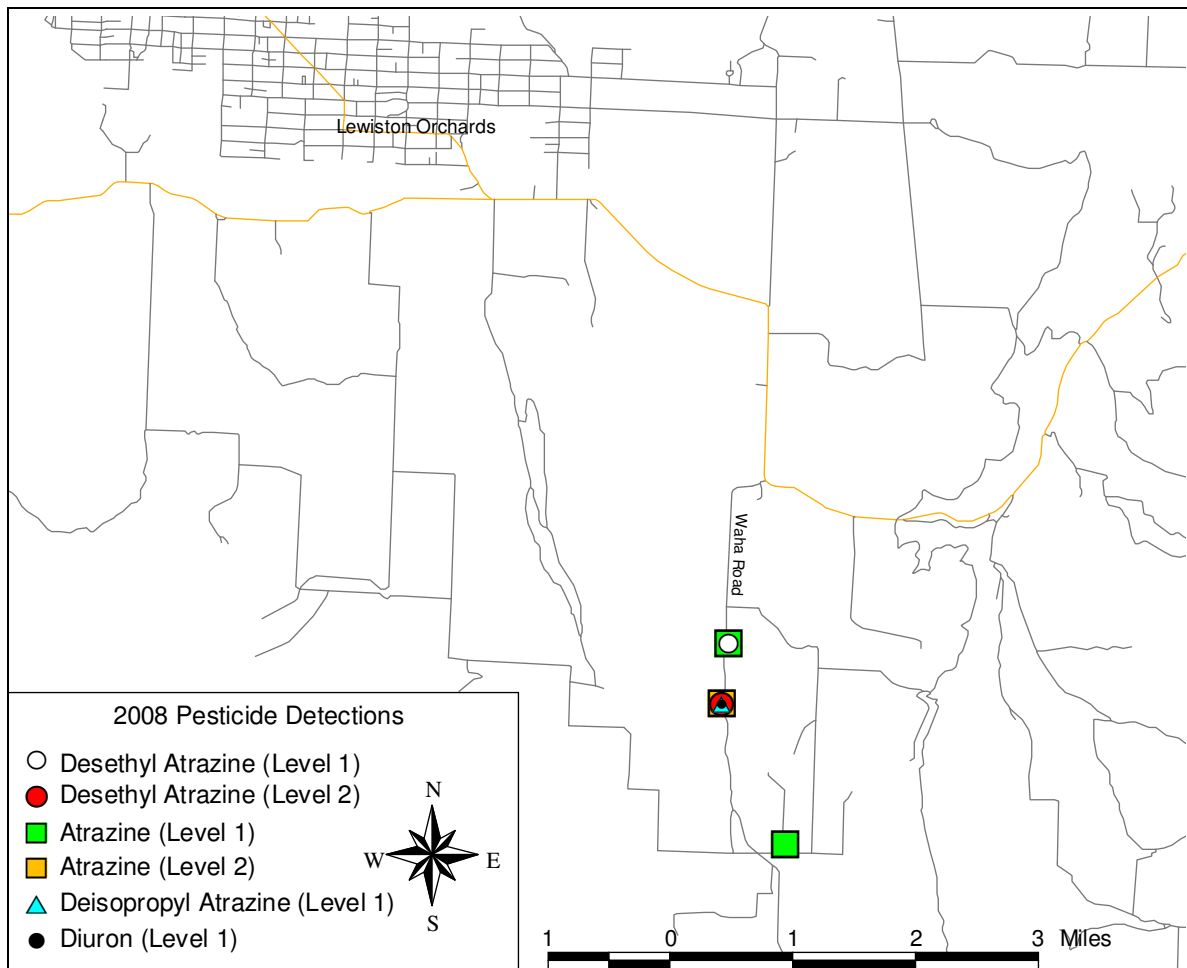 Lewiston Orchards
Waha Road
2008 Pesticide Detections
Desethyl Atrazine (Level 1)
Desethyl Atrazine (Level 2)
Atrazine (Level 1)
Atrazine (Level 2)
Deisopropyl Atrazine (Level 1)
Diuron (Level 1)
N
W E
S
1 0 1 2 3 Miles